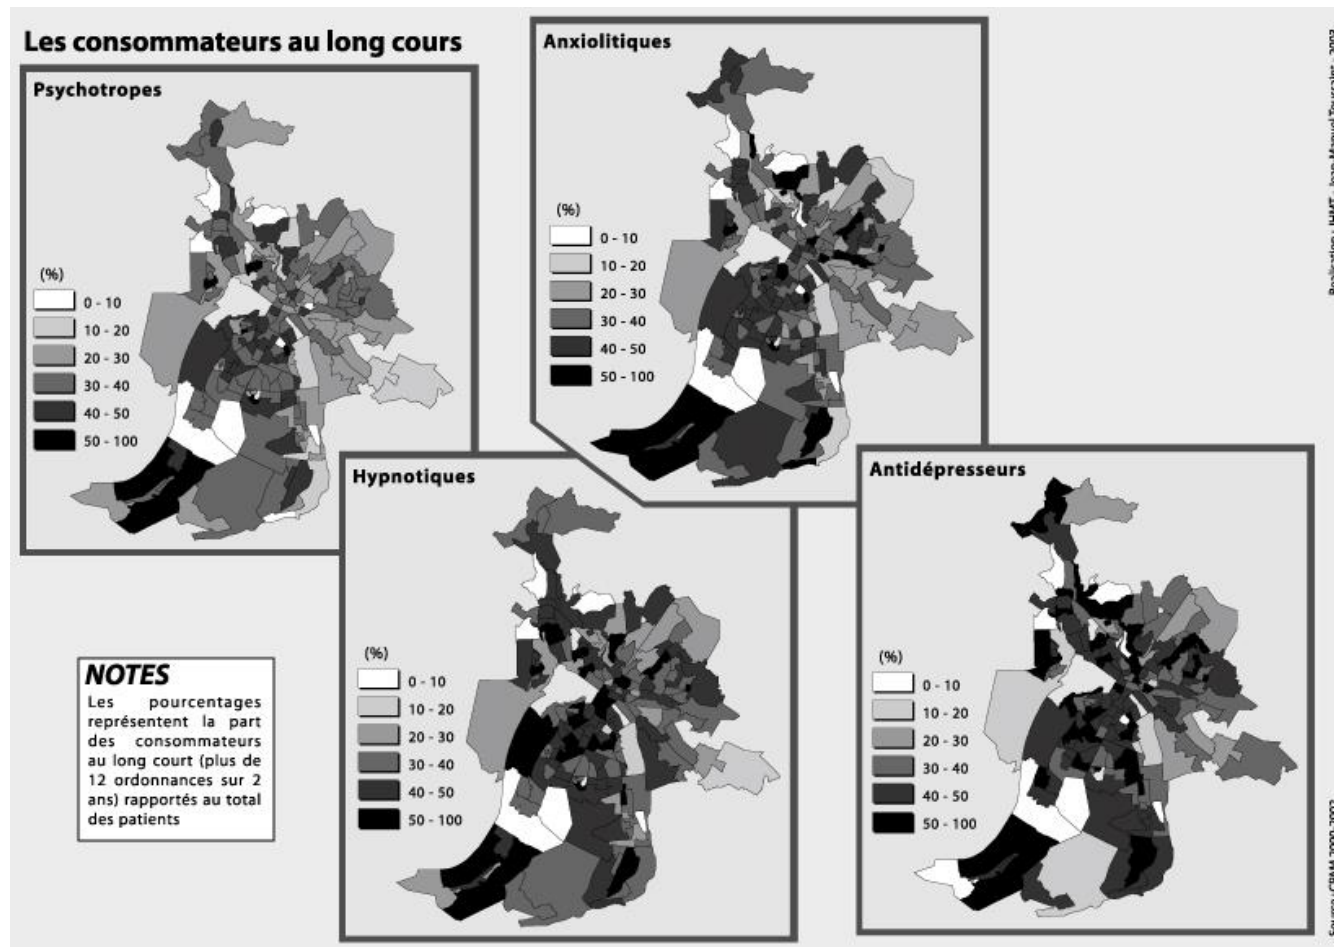 Les consommateurs au long cours
Psychotropes
(%)
0 - 10
10 - 20
20 - 30
30 - 40
40 - 50
50 - 100
Anxiolitiques
(%)
0 - 10
10 - 20
20 - 30
30 - 40
40 - 50
50 - 100
Hypnotiques
(%)
0 - 10
10 - 20
20 - 30
30 - 40
40 - 50
50 - 100
Antidépresseurs
(%)
0 - 10
10 - 20
20 - 30
30 - 40
40 - 50
50 - 100
NOTES
Les pourcentages
représentent la part
des consommateurs
au long court (plus de
12 ordonnances sur 2
ans) rapportés au total
des patients